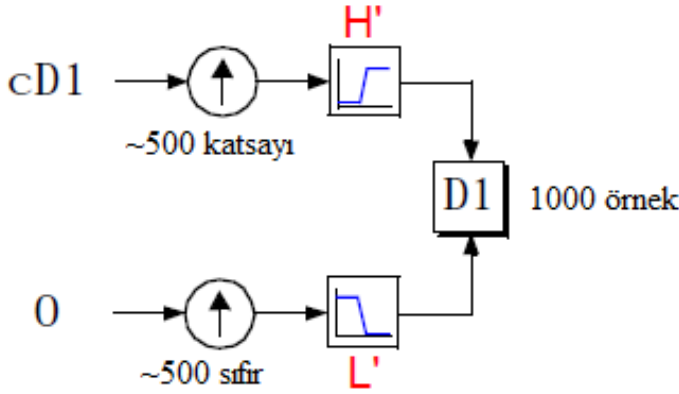 H'
cD1
~500 katsayı
D1
1000 örnek
0
~500 sıfır
L'